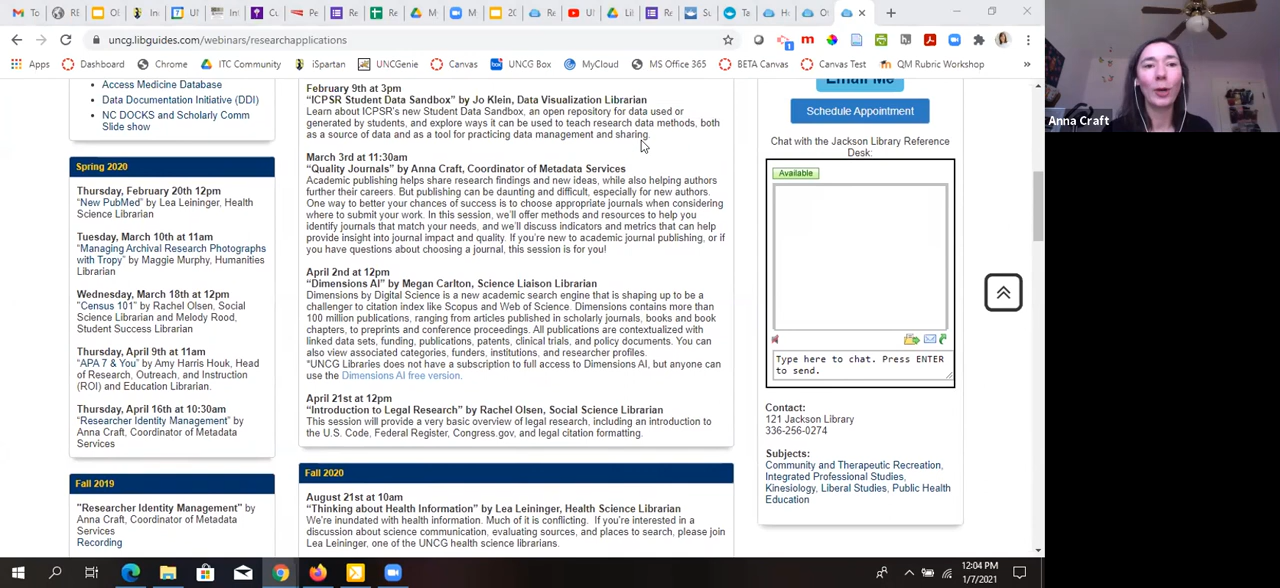 uncg.libguides.com/webinars/researchapplications
Apps
Dashboard
Chrome
ITC Community
iSpartan
UNCGenie
Canvas
UNCG Box
MyCloud
MS Office 365
BETA Canvas
Canvas Test
QM Rubric Worksheet
Access Medicine Database
Data Documentation Initiative (DDI)
NC DOCKS and Scholarly Comm
Slide show
Spring 2020
Thursday, February 20th 12pm
"New PubMed" by Lea Leininger, Health
Science Librarian
Tuesday, March 10th at 11am
"Managing Archival Research Photographs
with Tropy" by Maggie Murphy, Humanities
Librarian
Wednesday, March 18th at 12pm
"Census 101" by Rachel Olsen, Social
Science Librarian and Melody Rood,
Student Success Librarian
Thursday, April 9th at 11am
"APA 7 & You" by Amy Harris Houk, Head
of Research, Outreach, and Instruction
(ROI) and Education Librarian.
Thursday, April 16th at 10:30am
"Researcher Identity Management" by
Anna Craft, Coordinator of Metadata
Services
Fall 2019
"Researcher Identity Management" by
Anna Craft, Coordinator of Metadata
Services
Recording
February 9th at 3pm
"ICPSR Student Data Sandbox" by Jo Klein, Data Visualization Librarian
Learn about ICPSR's new Student Data Sandbox, an open repository for data used or
generated by students, and explore ways it can be used to teach research data methods, both
as a source of data and as a tool for practicing data management and sharing.
March 3rd at 11:30am
"Quality Journals" by Anna Craft, Coordinator of Metadata Services
Academic publishing helps share research findings and new ideas, while also helping authors
further their careers. But publishing can be daunting and difficult, especially for new authors.
One way to better your chances of success is to choose appropriate journals when considering
where to submit your work. In this session, we'll offer methods and resources to help you
identify journals that match your needs, and we'll discuss indicators and metrics that can help
provide insight into journal impact and quality. If you're new to academic journal publishing, or if
you have questions about choosing a journal, this session is for you!
April 2nd at 12pm
"Dimensions AI" by Megan Carlton, Science Liaison Librarian
Dimensions by Digital Science is a new academic search engine that is shaping up to be a
challenger to citation index like Scopus and Web of Science. Dimensions contains more than
100 million publications, ranging from articles published in scholarly journals, books and book
chapters, to preprints and conference proceedings. All publications are contextualized with
linked data sets, funding, publications, patents, clinical trials, and policy documents. You can
also view associated categories, funders, institutions, and researcher profiles.
*UNCG Libraries does not have a subscription to full access to Dimensions AI, but anyone can
use the Dimensions AI free version.
April 21st at 12pm
"Introduction to Legal Research" by Rachel Olsen, Social Science Librarian
This session will provide a very basic overview of legal research, including an introduction to
the U.S. Code, Federal Register, Congress.gov, and legal citation formatting.
Fall 2020
August 21st at 10am
"Thinking about Health Information" by Lea Leininger, Health Science Librarian
We're inundated with health information. Much of it is conflicting. If you're interested in a
discussion about science communication, evaluating sources, and places to search, please join
Lea Leininger, one of the UNCG health science librarians.
Email Me
Schedule Appointment
Chat with the Jackson Library Reference
Desk:
Available
Type here to chat. Press ENTER
to send.
Contact:
121 Jackson Library
336-256-0274
Subjects:
Community and Therapeutic Recreation,
Integrated Professional Studies,
Kinesiology, Liberal Studies, Public Health
Education
Anna Craft
12:04 PM
1/7/2021